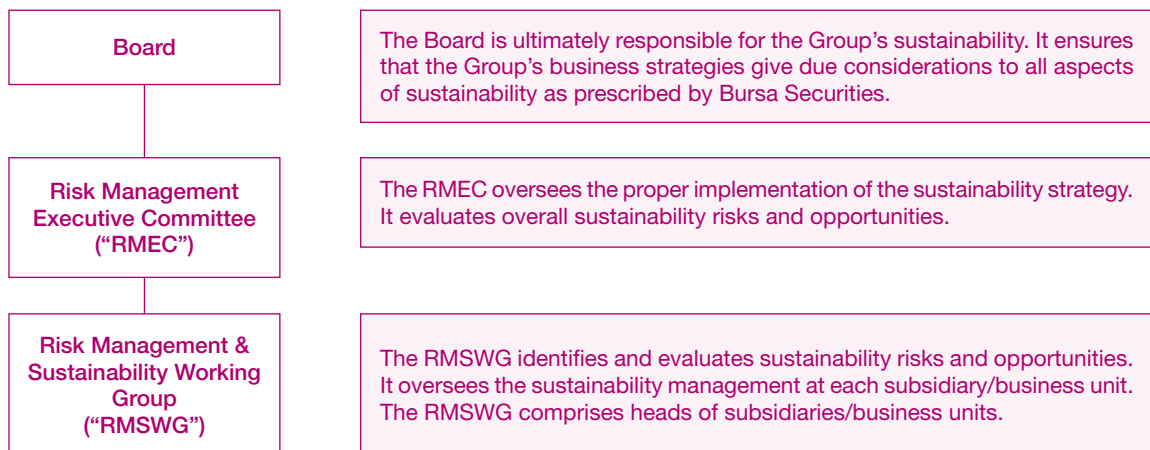 Board
The Board is ultimately responsible for the Group’s sustainability. It ensures
that the Group’s business strategies give due considerations to all aspects
of sustainability as prescribed by Bursa Securities.
Risk Management
Executive Committee
(“RMEC”)
The RMEC oversees the proper implementation of the sustainability strategy.
It evaluates overall sustainability risks and opportunities.
Risk Management &
Sustainability Working
Group
(“RMSWG”)
The RMSWG identifies and evaluates sustainability risks and opportunities.
It oversees the sustainability management at each subsidiary/business unit.
The RMSWG comprises heads of subsidiaries/business units.